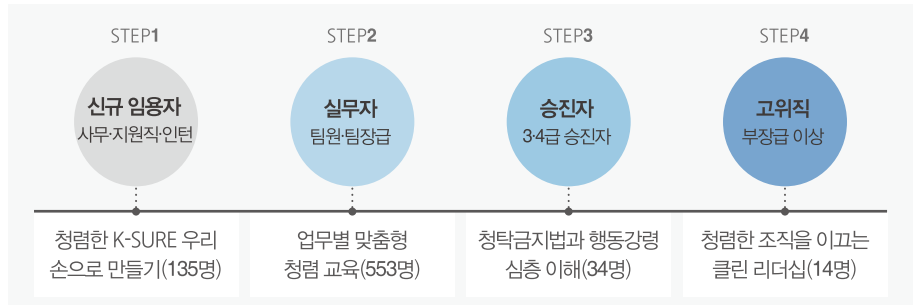 STEP1
신규 임용자
사무·지원직·인턴
청렴한 K-SURE 우리
손으로 만들기(135명)
STEP2
실무자
팀원·팀장급
업무별 맞춤형
청렴 교육(553명)
STEP3
승진자
3·4급 승진자
청탁금지법과 행동강령
심층 이해(34명)
STEP4
고위직
부장급 이상
청렴한 조직을 이끄는
클린 리더십(14명)